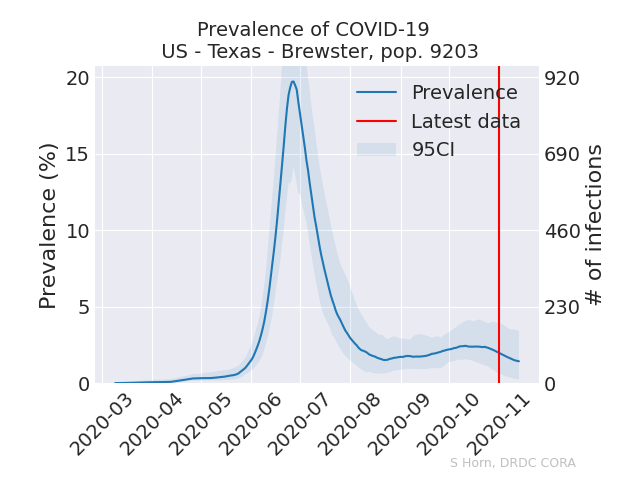 Prevalence of COVID-19
US - Texas - Brewster, pop. 9203
Prevalence (%)
20
15
10
5
0
Prevalence
Latest data
95CI
920
690
460
230
0
# of infections
2020-03
2020-04
2020-05
2020-06
2020-07
2020-08
2020-09
2020-10
2020-11
S Horn, DRDC CORA